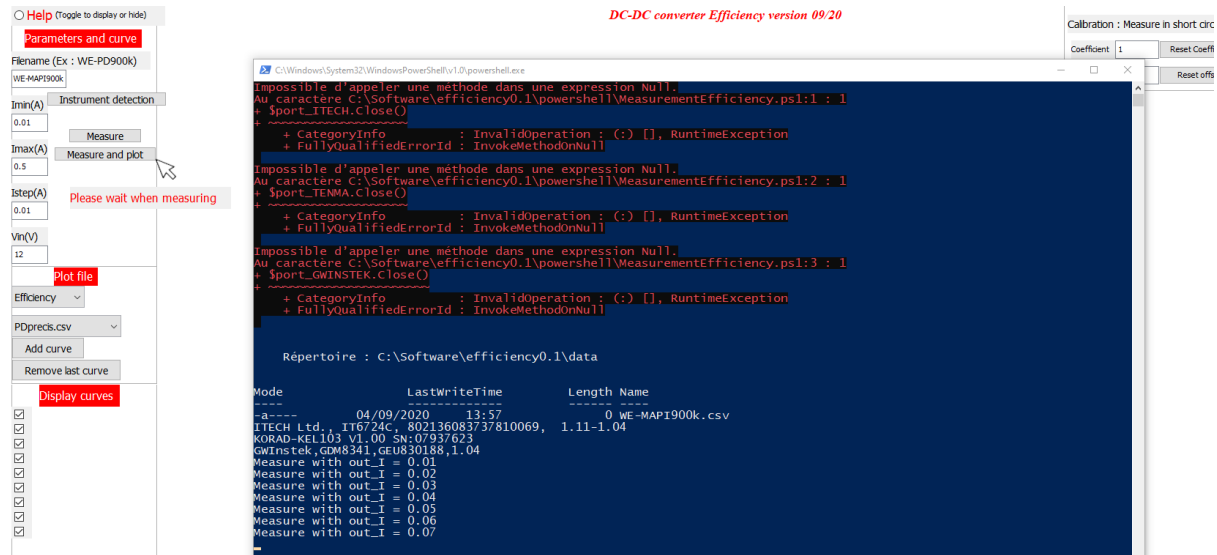 Help (Toggle to display or hide)
DC-DC converter Efficiency version 09/20
Calibration : Measure in short circ
Parameters and curve
Coefficient 1 Reset Coeffi
Reset offs
Filename (Ex : WE-PD900k)
WE-MAPI900k
Imin(A) Instrument detection
0.01
Measure
Imax(A) Measure and plot
0.5
Istep(A) Please wait when measuring
0.01
Vin(V)
12
Plot file
Efficiency
PDprecis.csv
Add curve
Remove last curve
Display curves
C:\Windows\System32\WindowsPowerShell\v1.0\powershell.exe
Impossible d'appeler une méthode dans une expression Null.
Au caractère C:\Software\efficiency0.1\powershell\MeasurementEfficiency.ps1:1 : 1
+ $port_ITECH.Close()
+ ~~~~~~~~~~~~~~~~~~~
+ CategoryInfo : InvalidOperation : (:) [], RuntimeException
+ FullyQualifiedErrorId : InvokeMethodOnNull
Impossible d'appeler une méthode dans une expression Null.
Au caractère C:\Software\efficiency0.1\powershell\MeasurementEfficiency.ps1:2 : 1
+ $port_TENMA.Close()
+ ~~~~~~~~~~~~~~~~~~~
+ CategoryInfo : InvalidOperation : (:) [], RuntimeException
+ FullyQualifiedErrorId : InvokeMethodOnNull
Impossible d'appeler une méthode dans une expression Null.
Au caractère C:\Software\efficiency0.1\powershell\MeasurementEfficiency.ps1:3 : 1
+ $port_GWINSTEK.Close()
+ ~~~~~~~~~~~~~~~~~~~~~~
+ CategoryInfo : InvalidOperation : (:) [], RuntimeException
+ FullyQualifiedErrorId : InvokeMethodOnNull
Répertoire : C:\Software\efficiency0.1\data
Mode LastWriteTime Length Name
---- ------------- ------ ----
-a---- 04/09/2020 13:57 0 WE-MAPI900k.csv
ITECH Ltd., IT6724C, 802136083737810069, 1.11-1.04
KORAD-KEL103 V1.00 SN:07937623
GWInstek,GDM8341,GEU830188,1.04
Measure with out_I = 0.01
Measure with out_I = 0.02
Measure with out_I = 0.03
Measure with out_I = 0.04
Measure with out_I = 0.05
Measure with out_I = 0.06
Measure with out_I = 0.07